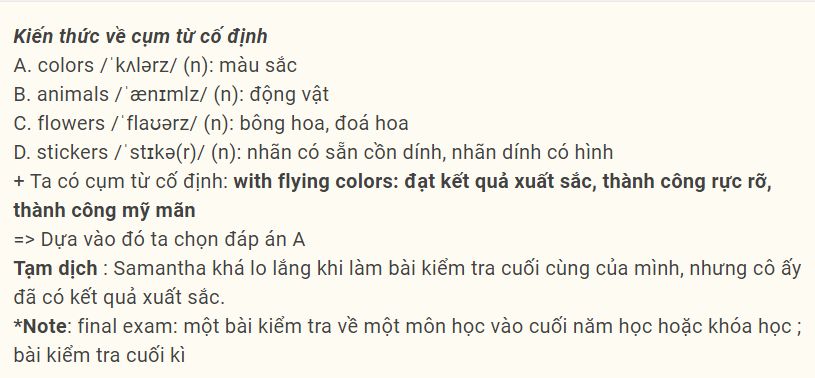 Kiến thức về cụm từ cố định
A. colors /ˈkʌlərz/ (n): màu sắc
B. animals /ˈænɪmlz/ (n): động vật
C. flowers /ˈflaʊərz/ (n): bông hoa, đoá hoa
D. stickers /ˈstɪkə(r)/ (n): nhãn có sẵn cồn dính, nhãn dính có hình
+ Ta có cụm từ cố định: with flying colors: đạt kết quả xuất sắc, thành công rực rỡ,
thành công mỹ mãn
=> Dựa vào đó ta chọn đáp án A
Tạm dịch : Samantha khá lo lắng khi làm bài kiểm tra cuối cùng của mình, nhưng cô ấy
đã có kết quả xuất sắc.
*Note: final exam: một bài kiểm tra về một môn học vào cuối năm học hoặc khóa học ;
bài kiểm tra cuối kì